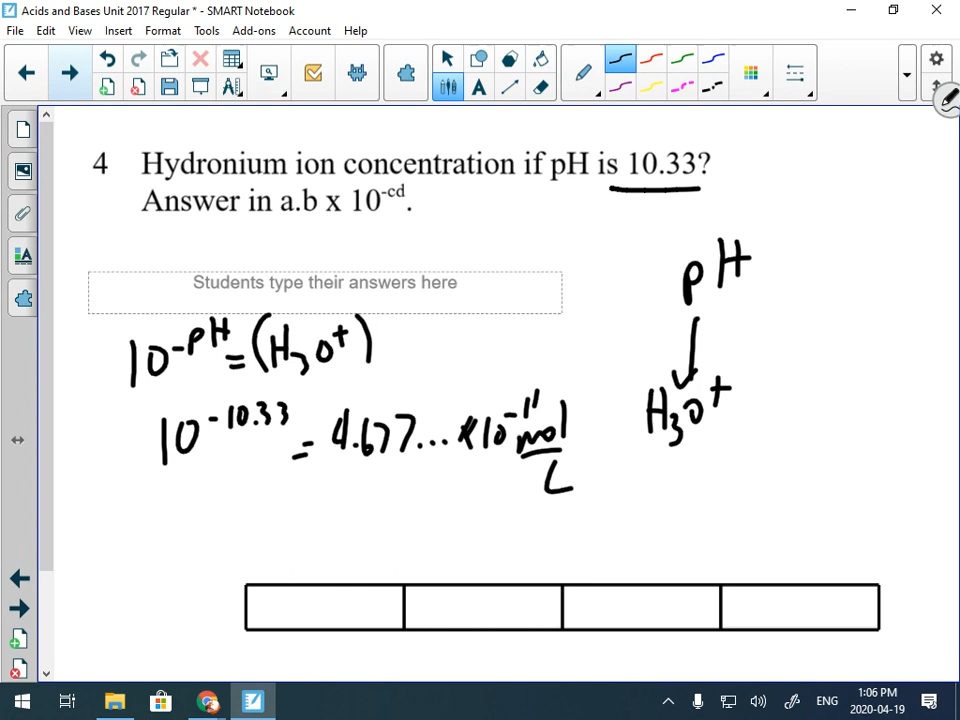 Acids and Bases Unit 2017 Regular * - SMART Notebook
File Edit View Insert Format Tools Add-ons Account Help
4 Hydronium ion concentration if pH is 10.33?
Answer in a.b x 10^-cd.
Students type their answers here
pH
10^-pH = (H₃O⁺)
H₃O⁺
10^-10.33 = 4.677... x 10^-11 mol
L
ENG
1:06 PM
2020-04-19